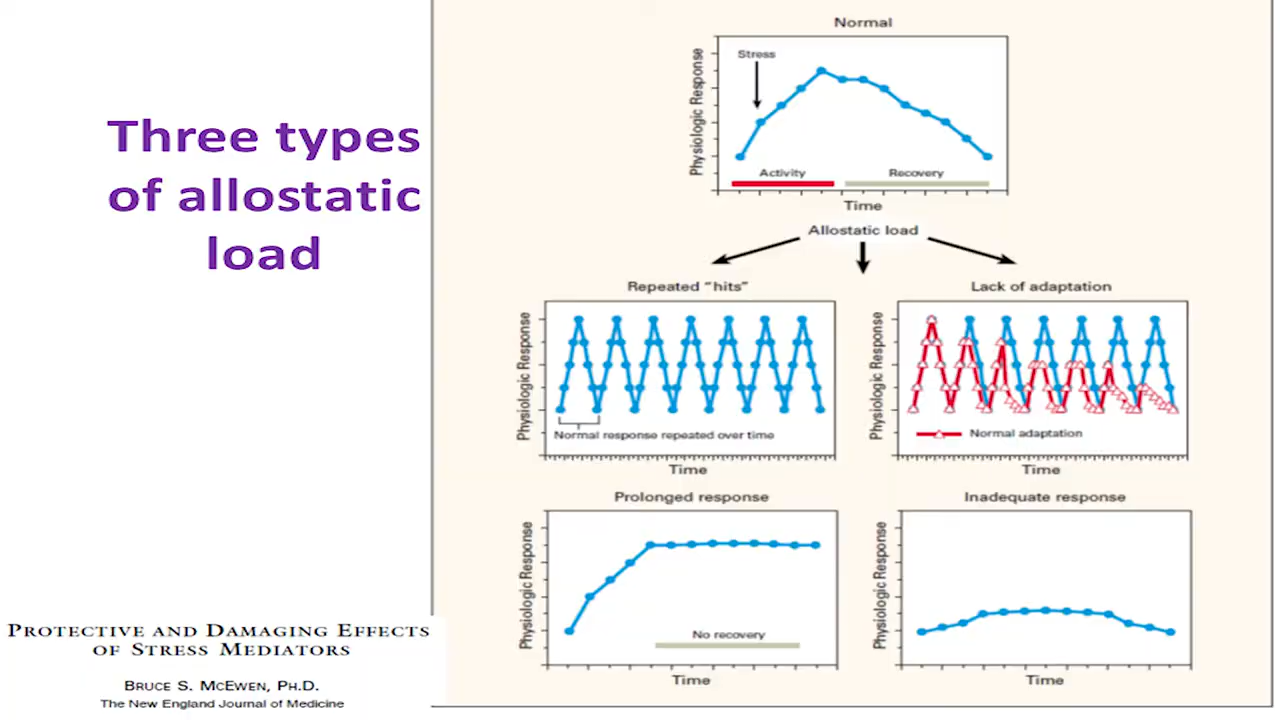 Three types
of allostatic
load
PROTECTIVE AND DAMAGING EFFECTS
OF STRESS MEDIATORS
BRUCE S. MCEWEN, PH.D.
The New England Journal of Medicine
Normal
Physiologic Response
Stress
Activity
Recovery
Time
Allostatic load
Repeated "hits"
Physiologic Response
Normal response repeated over time
Time
Lack of adaptation
Physiologic Response
Normal adaptation
Time
Prolonged response
Physiologic Response
No recovery
Time
Inadequate response
Physiologic Response
Time